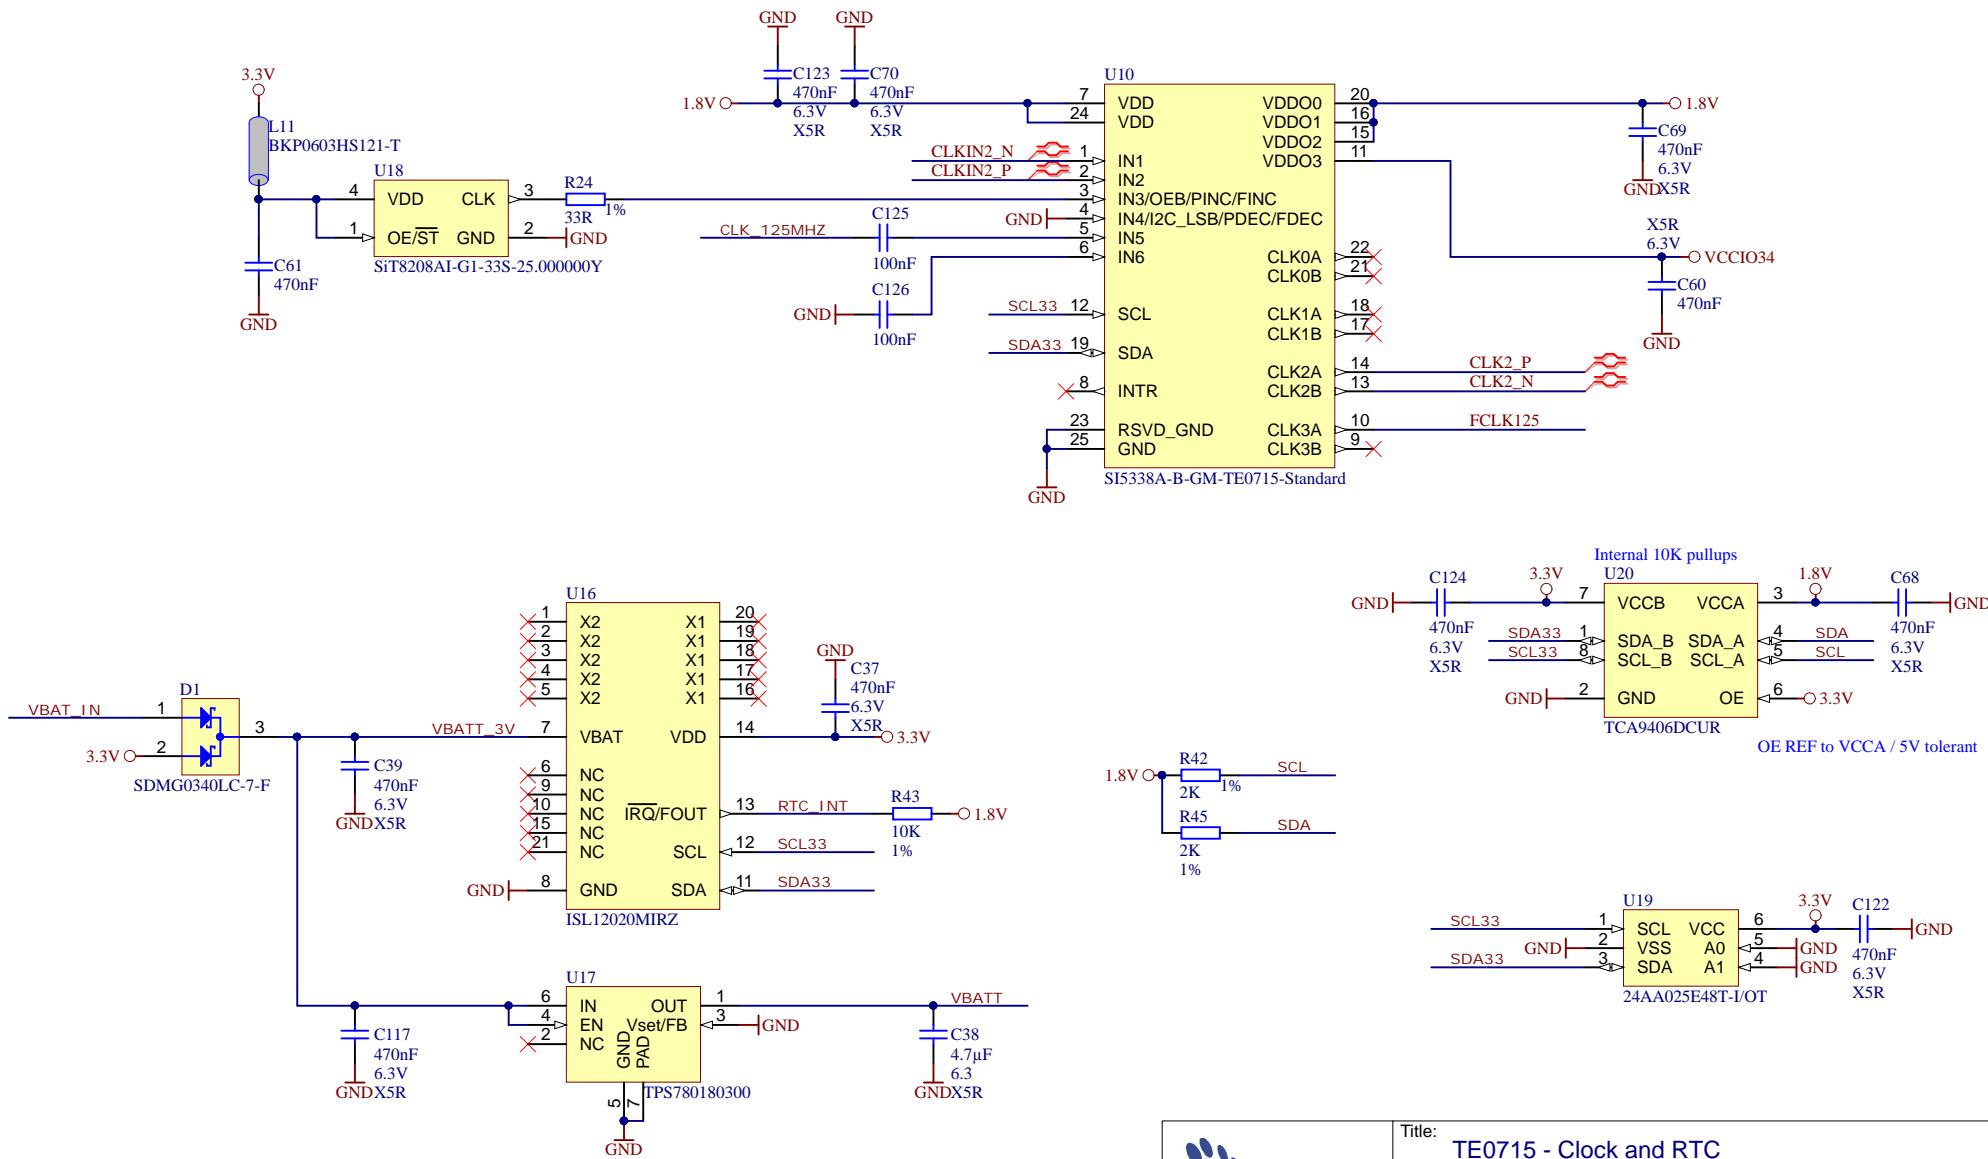 GND
GND
3.3V
L11
BKP0603HS121-T
U18
4 VDD CLK 3
1 OE/ST GND 2 GND
SiT8208AI-G1-33S-25.000000Y
C61
470nF
GND
R24
33R 1%
1.8V
C123
470nF
6.3V
X5R
C70
470nF
6.3V
X5R
CLKIN2_N
CLKIN2_P
GND
CLK_125MHZ
C125
100nF
C126
GND
100nF
SCL33
SDA33
U10
7 VDD VDDO0 20
24 VDD VDDO1 16
VDDO2 15
1 IN1 VDDO3 11
2 IN2
3 IN3/OEB/PINC/FINC
4 IN4/I2C_LSB/PDEC/FDEC
5 IN5
6 IN6 CLK0A 22
CLK0B 21
12 SCL CLK1A 18
CLK1B 17
19 SDA
CLK2A 14 CLK2_P
8 INTR CLK2B 13 CLK2_N
23 RSVD_GND CLK3A 10 FCLK125
25 GND CLK3B 9
SI5338A-B-GM-TE0715-Standard
GND
1.8V
C69
470nF
6.3V
X5R
GND
X5R
6.3V
VCCIO34
C60
470nF
GND
VBAT_IN
D1
1
3.3V 2
3
SDMG0340LC-7-F
VBATT_3V
C39
470nF
6.3V
GND X5R
U16
1 X2 X1 20
2 X2 X1 19
3 X2 X1 18
4 X2 X1 17
5 X2 X1 16
7 VBAT VDD 14 3.3V
6 NC
9 NC
10 NC IRQ/FOUT 13 RTC_INT
15 NC
21 NC SCL 12 SCL33
GND 8 GND SDA 11 SDA33
ISL12020MIRZ
GND
C37
470nF
6.3V
X5R
R43
10K
1%
1.8V
U17
6 IN OUT 1 VBATT
4 EN Vset/FB 3 GND
2 NC
GND PAD
5 7
TPS780180300
GND
C117
470nF
6.3V
GND X5R
C38
4.7µF
6.3
GND X5R
Internal 10K pullups
U20
C124
GND
470nF
6.3V
X5R
3.3V
7 VCCB VCCA 3
SDA33 1 SDA_B SDA_A 4 SDA
SCL33 8 SCL_B SCL_A 5 SCL
GND 2 GND OE 6 3.3V
TCA9406DCUR
1.8V
C68
GND
470nF
6.3V
X5R
OE REF to VCCA / 5V tolerant
1.8V
R42
2K 1%
SCL
R45
2K
1%
SDA
U19
SCL33 1 SCL VCC 6
GND 2 VSS A0 5 GND
SDA33 3 SDA A1 4 GND
24AA025E48T-I/OT
3.3V
C122
GND
470nF
6.3V
X5R
Title:
TE0715 - Clock and RTC